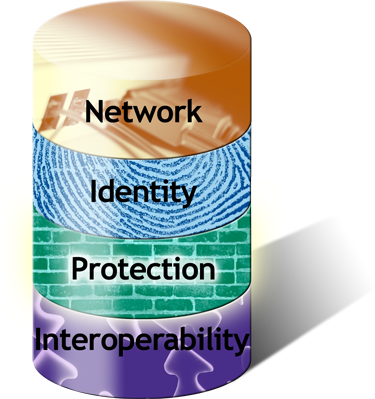 Network
Identity
Protection
Interoperability